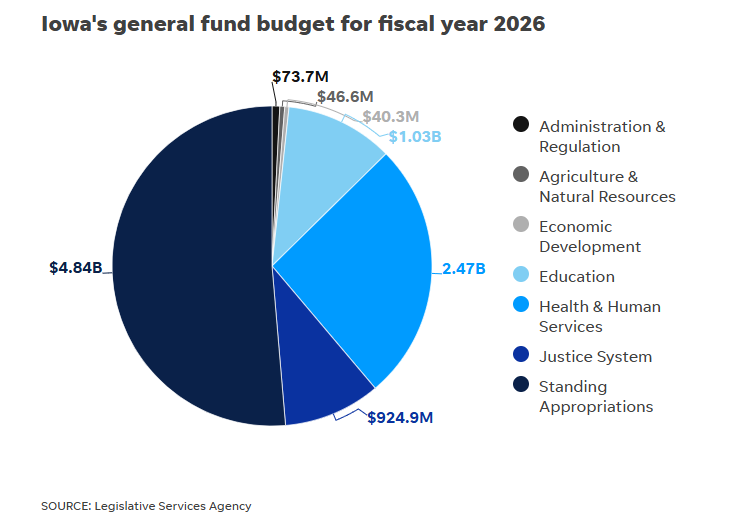 Iowa's general fund budget for fiscal year 2026
$73.7M
$46.6M
$40.3M
$1.03B
$4.84B
2.47B
$924.9M
Administration &
Regulation
Agriculture &
Natural Resources
Economic
Development
Education
Health & Human
Services
Justice System
Standing
Appropriations
SOURCE: Legislative Services Agency